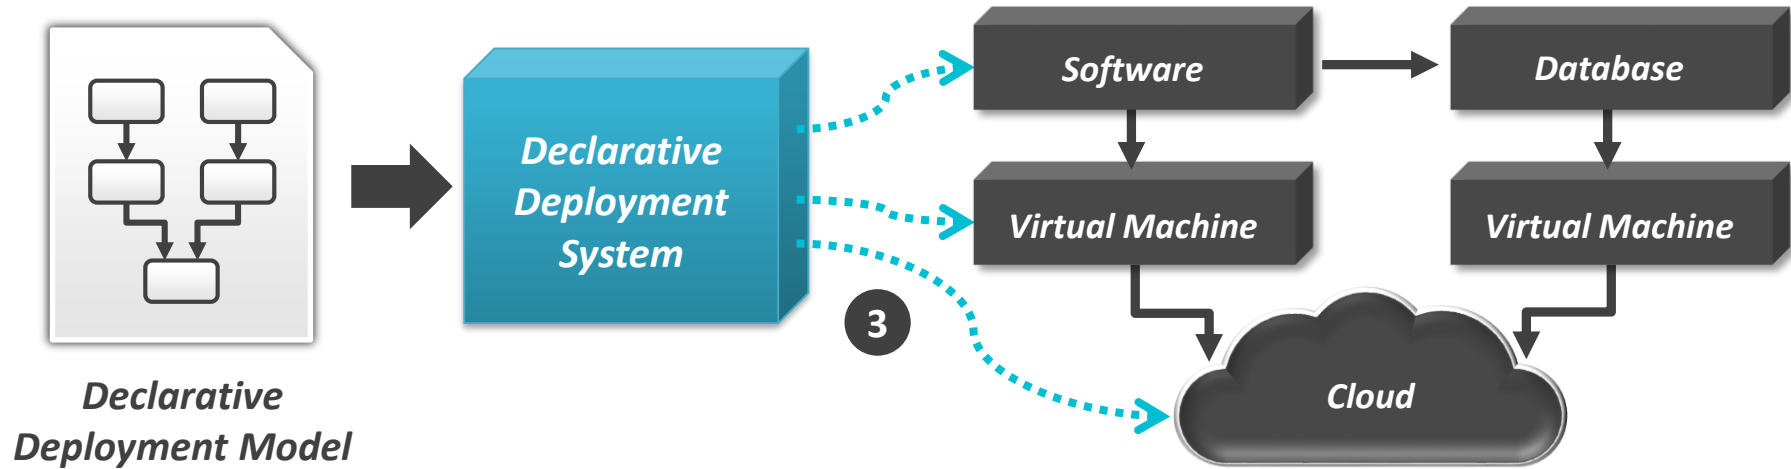 Declarative
Deployment Model
Declarative
Deployment
System
3
Software
Database
Virtual Machine
Virtual Machine
Cloud